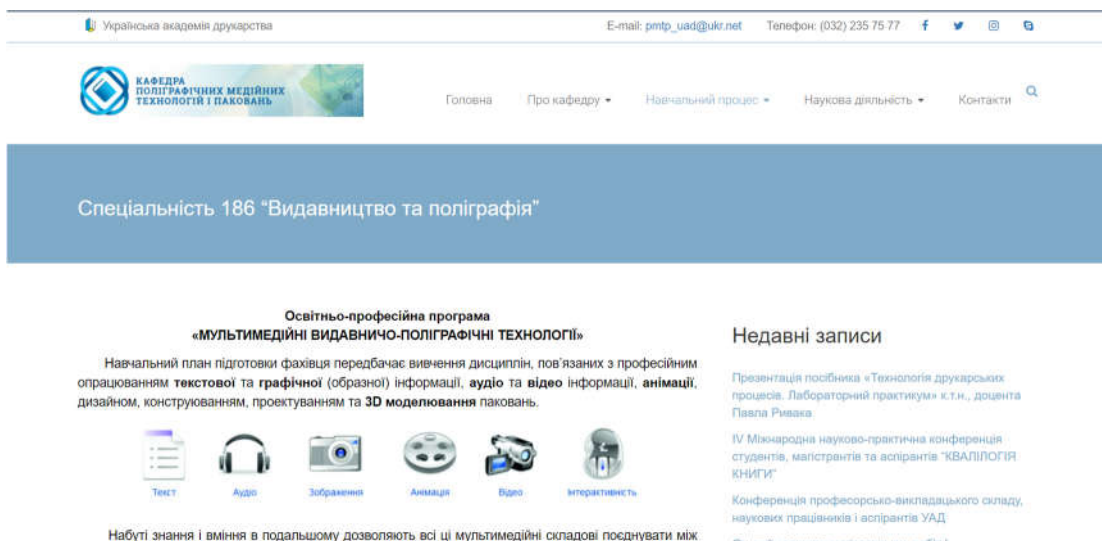 Українська академія друкарства
E-mail: pmtp_uad@ukr.net Телефон: (032) 235 75 77
КАФЕДРА
ПОЛІГРАФІЧНИХ МЕДІЙНИХ
ТЕХНОЛОГІЙ І ПАКОВАНЬ
Головна Про кафедру Навчальний процес Наукова діяльність Контакти
Спеціальність 186 “Видавництво та поліграфія”
Освітньо-професійна програма
«МУЛЬТИМЕДІЙНІ ВИДАВНИЧО-ПОЛІГРАФІЧНІ ТЕХНОЛОГІЇ»
Навчальний план підготовки фахівця передбачає вивчення дисциплін, пов’язаних з професійним
опрацюванням текстової та графічної (образної) інформації, аудіо та відео інформації, анімації,
дизайном, конструюванням, проектуванням та 3D моделювання паковань.
Текст Аудіо Зображення Анімація Відео Інтерактивність
Набуті знання і вміння в подальшому дозволяють всі ці мультимедійні складові поєднувати між
Недавні записи
Презентація посібника «Технологія друкарських
процесів. Лабораторний практикум» к.т.н., доцента
Павла Ривака
IV Міжнародна науково-практична конференція
студентів, магістрантів та аспірантів “КВАЛІЛОГІЯ
КНИГИ”
Конференція професорсько-викладацького складу,
наукових працівників і аспірантів УАД